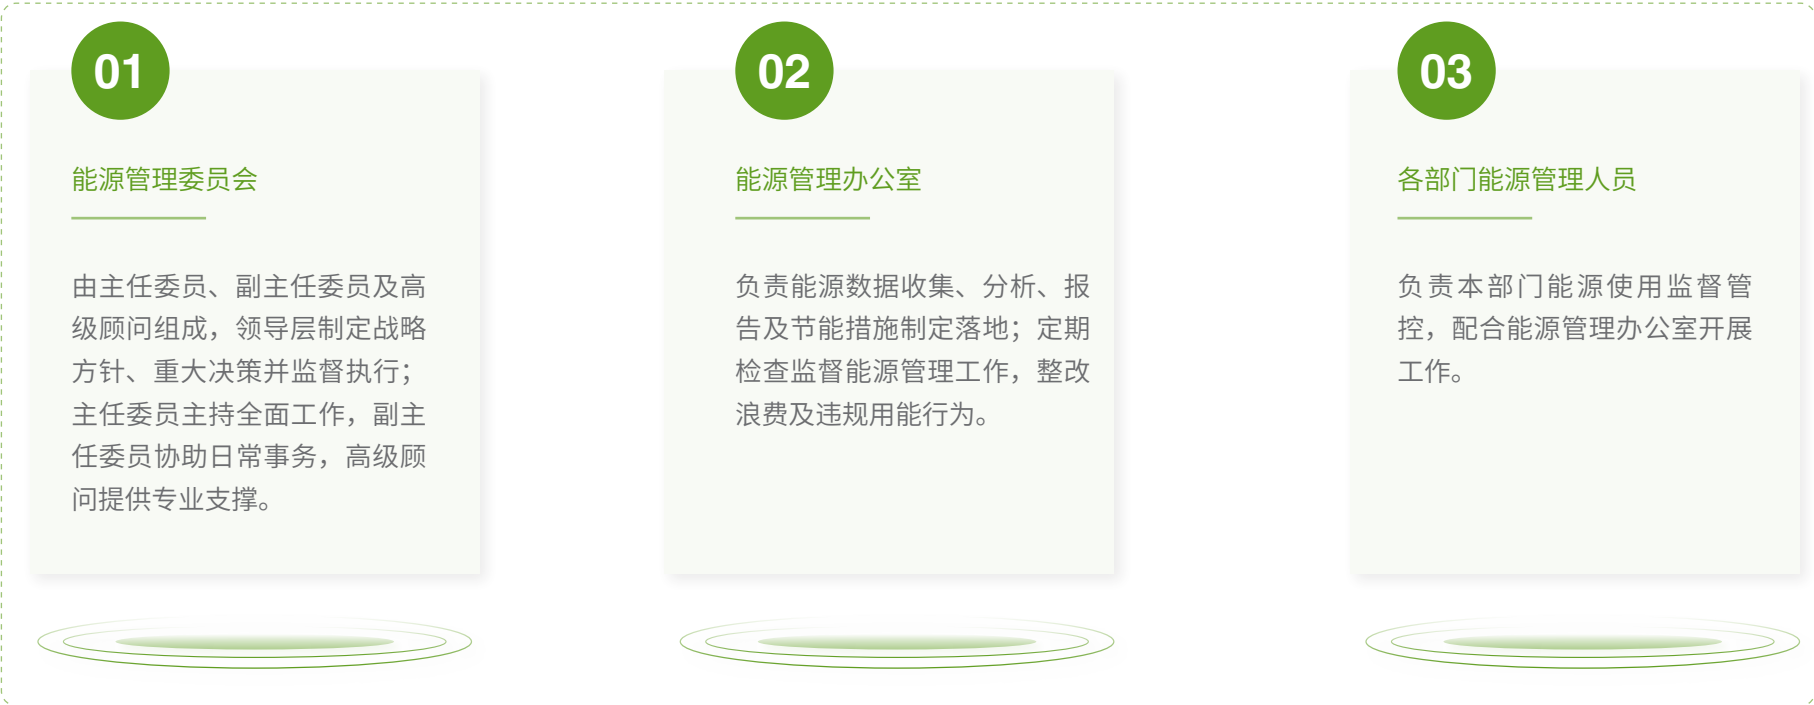 01
能源管理委员会
由主任委员、副主任委员及高
级顾问组成，领导层制定战略
方针、重大决策并监督执行；
主任委员主持全面工作，副主
任委员协助日常事务，高级顾
问提供专业支撑。
02
能源管理办公室
负责能源数据收集、分析、报
告及节能措施制定落地；定期
检查监督能源管理工作，整改
浪费及违规用能行为。
03
各部门能源管理人员
负责本部门能源使用监督管
控，配合能源管理办公室开展
工作。